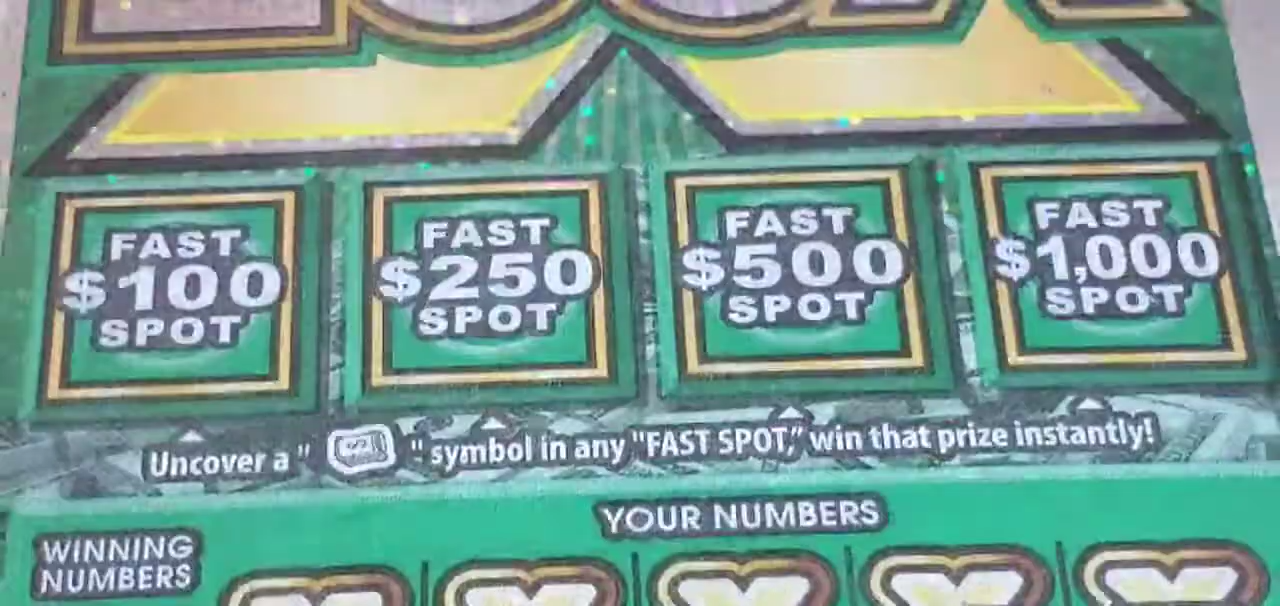 FAST
$100
SPOT
FAST
$250
SPOT
FAST
$500
SPOT
FAST
$1,000
SPOT
Uncover a " " symbol in any "FAST SPOT," win that prize instantly!
YOUR NUMBERS
WINNING
NUMBERS